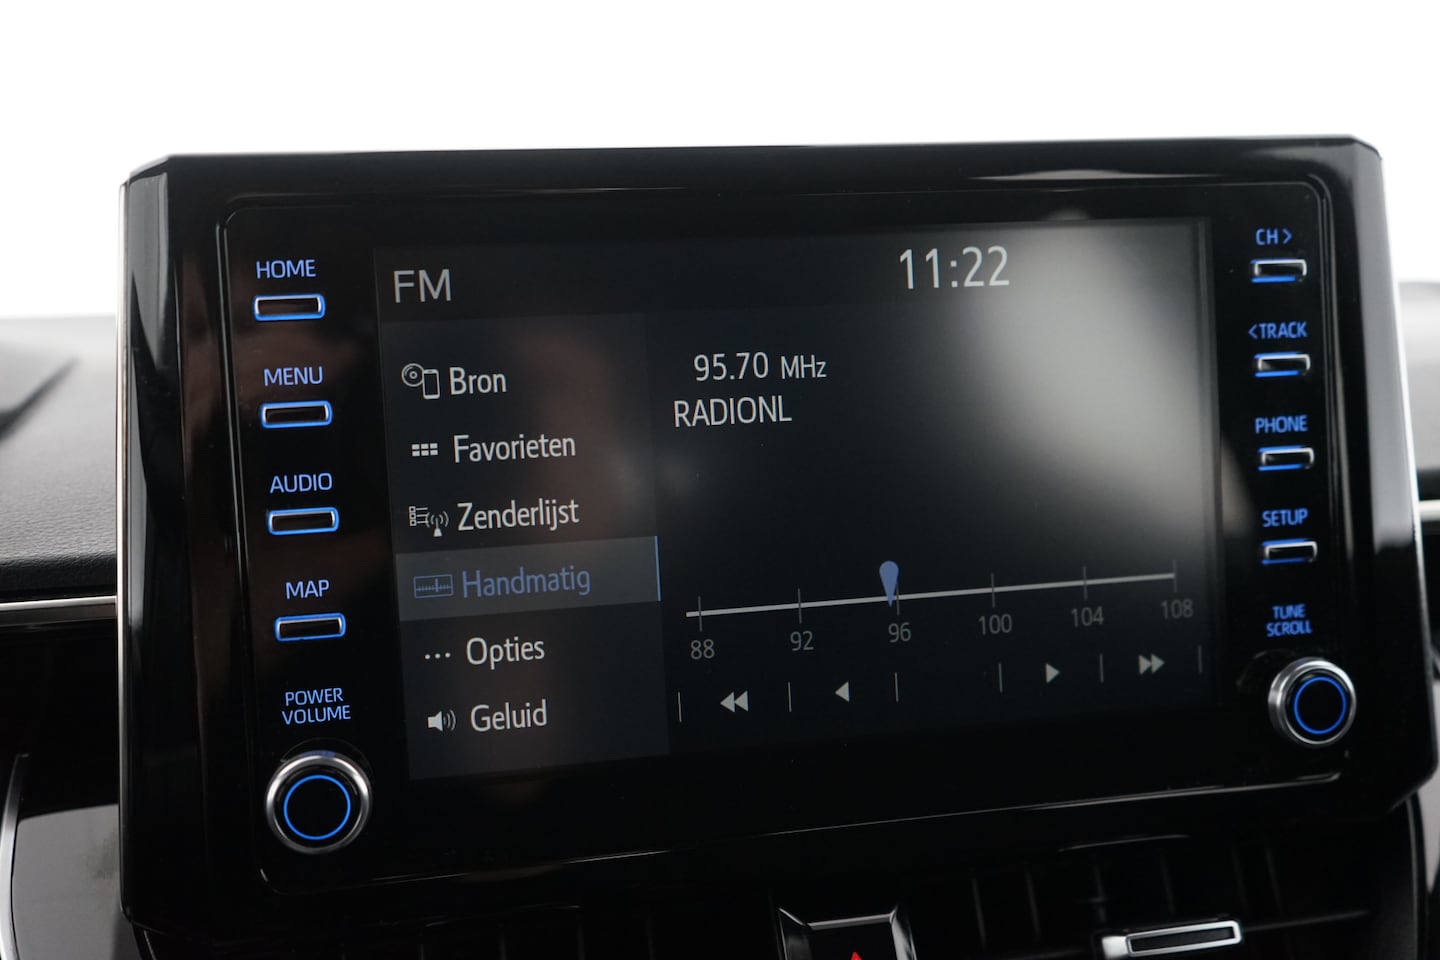 HOME
MENU
AUDIO
MAP
POWER
VOLUME
FM
11:22
Bron
Favorieten
Zenderlijst
Handmatig
Opties
Geluid
95.70 MHz
RADIONL
88 92 96 100 104 108
CH >
< TRACK
PHONE
SETUP
TUNE
SCROLL